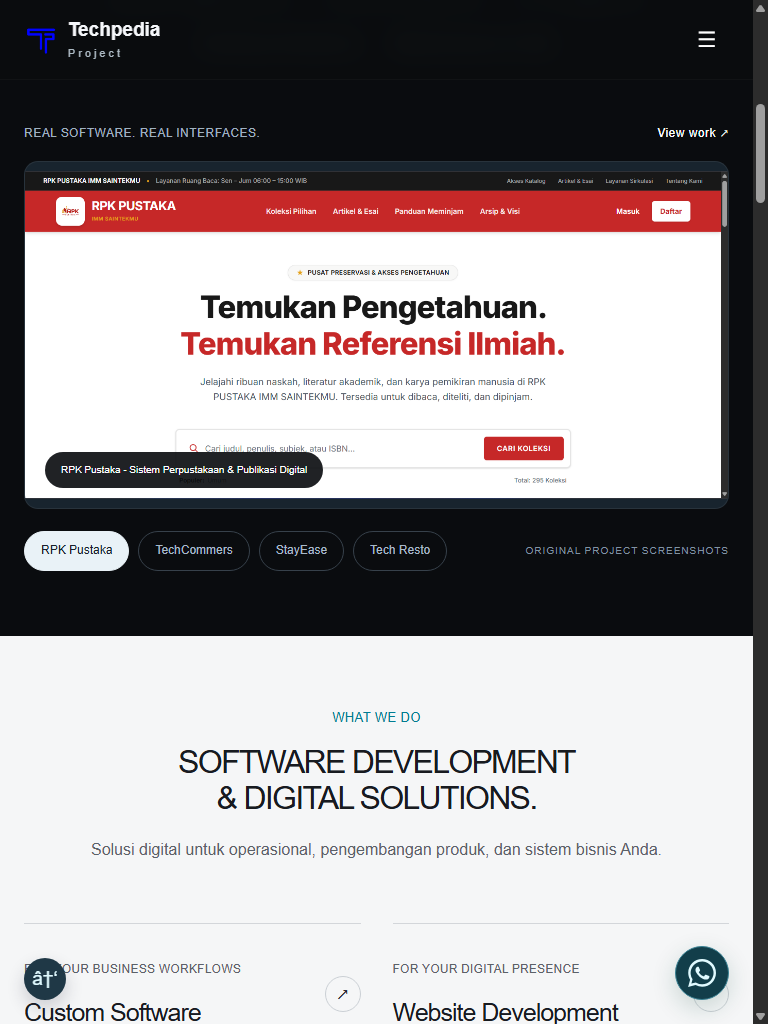 Techpedia
Project
☰
REAL SOFTWARE. REAL INTERFACES.
View work ↗
RPK PUSTAKA IMM SAINTEKMU • Layanan Ruang Baca: Sen - Jum 06:00 – 15:00 WIB
Akses Katalog Artikel & Esai Layanan Sirkulasi Tentang Kami
RPK
RPK PUSTAKA
IMM SAINTEKMU
Koleksi Pilihan Artikel & Esai Panduan Meminjam Arsip & Visi
Masuk Daftar
★ PUSAT PRESERVASI & AKSES PENGETAHUAN
Temukan Pengetahuan.
Temukan Referensi Ilmiah.
Jelajahi ribuan naskah, literatur akademik, dan karya pemikiran manusia di RPK
PUSTAKA IMM SAINTEKMU. Tersedia untuk dibaca, diteliti, dan dipinjam.
Cari judul, penulis, subjek, atau ISBN...
CARI KOLEKSI
RPK Pustaka - Sistem Perpustakaan & Publikasi Digital
Total: 295 Koleksi
RPK Pustaka
TechCommers
StayEase
Tech Resto
ORIGINAL PROJECT SCREENSHOTS
WHAT WE DO
SOFTWARE DEVELOPMENT
& DIGITAL SOLUTIONS.
Solusi digital untuk operasional, pengembangan produk, dan sistem bisnis Anda.
YOUR BUSINESS WORKFLOWS
↗
Custom Software
FOR YOUR DIGITAL PRESENCE
Website Development
â†‘